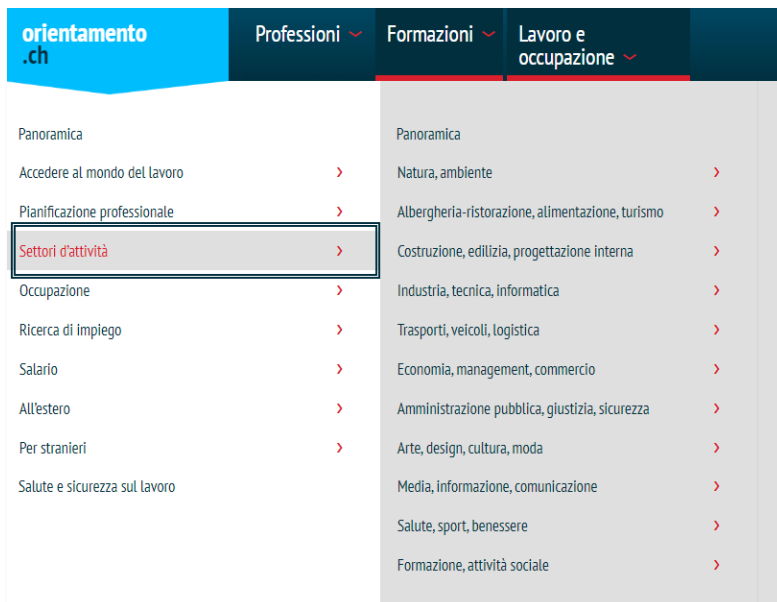 orientamento
.ch
Professioni
Formazioni
Lavoro e
occupazione
Panoramica
Accedere al mondo del lavoro
Pianificazione professionale
Settori d'attività
Occupazione
Ricerca di impiego
Salario
All'estero
Per stranieri
Salute e sicurezza sul lavoro
Panoramica
Natura, ambiente
Albergheria-ristorazione, alimentazione, turismo
Costruzione, edilizia, progettazione interna
Industria, tecnica, informatica
Trasporti, veicoli, logistica
Economia, management, commercio
Amministrazione pubblica, giustizia, sicurezza
Arte, design, cultura, moda
Media, informazione, comunicazione
Salute, sport, benessere
Formazione, attività sociale